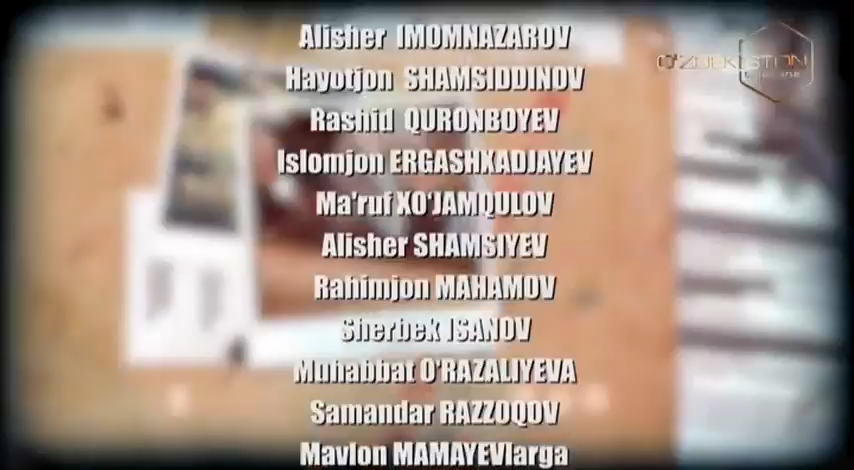 Alisher IMOMNAZAROV
O'ZBEKISTON
Hayotjon SHAMSIDDINOV
Rashid QURONBOYEV
Islomjon ERGASHXADJAYEV
Ma'ruf XO'JAMQULOV
Alisher SHAMSIYEV
Rahimjon MAHAMOV
Sherbek ISANOV
Muhabbat O'RAZALIYEVA
Samandar RAZZOQOV
Mavlon MAMAYEVlarga